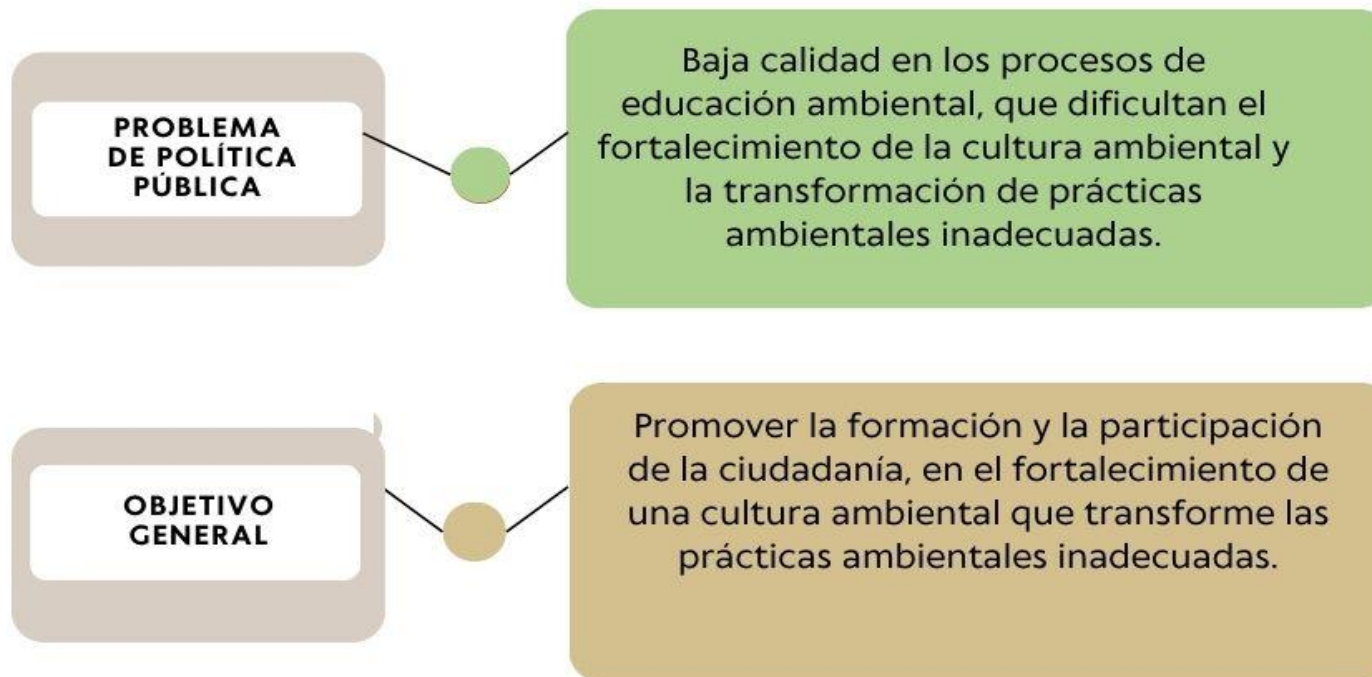 PROBLEMA
DE POLÍTICA
PÚBLICA
Baja calidad en los procesos de
educación ambiental, que dificultan el
fortalecimiento de la cultura ambiental y
la transformación de prácticas
ambientales inadecuadas.
OBJETIVO
GENERAL
Promover la formación y la participación
de la ciudadanía, en el fortalecimiento de
una cultura ambiental que transforme las
prácticas ambientales inadecuadas.